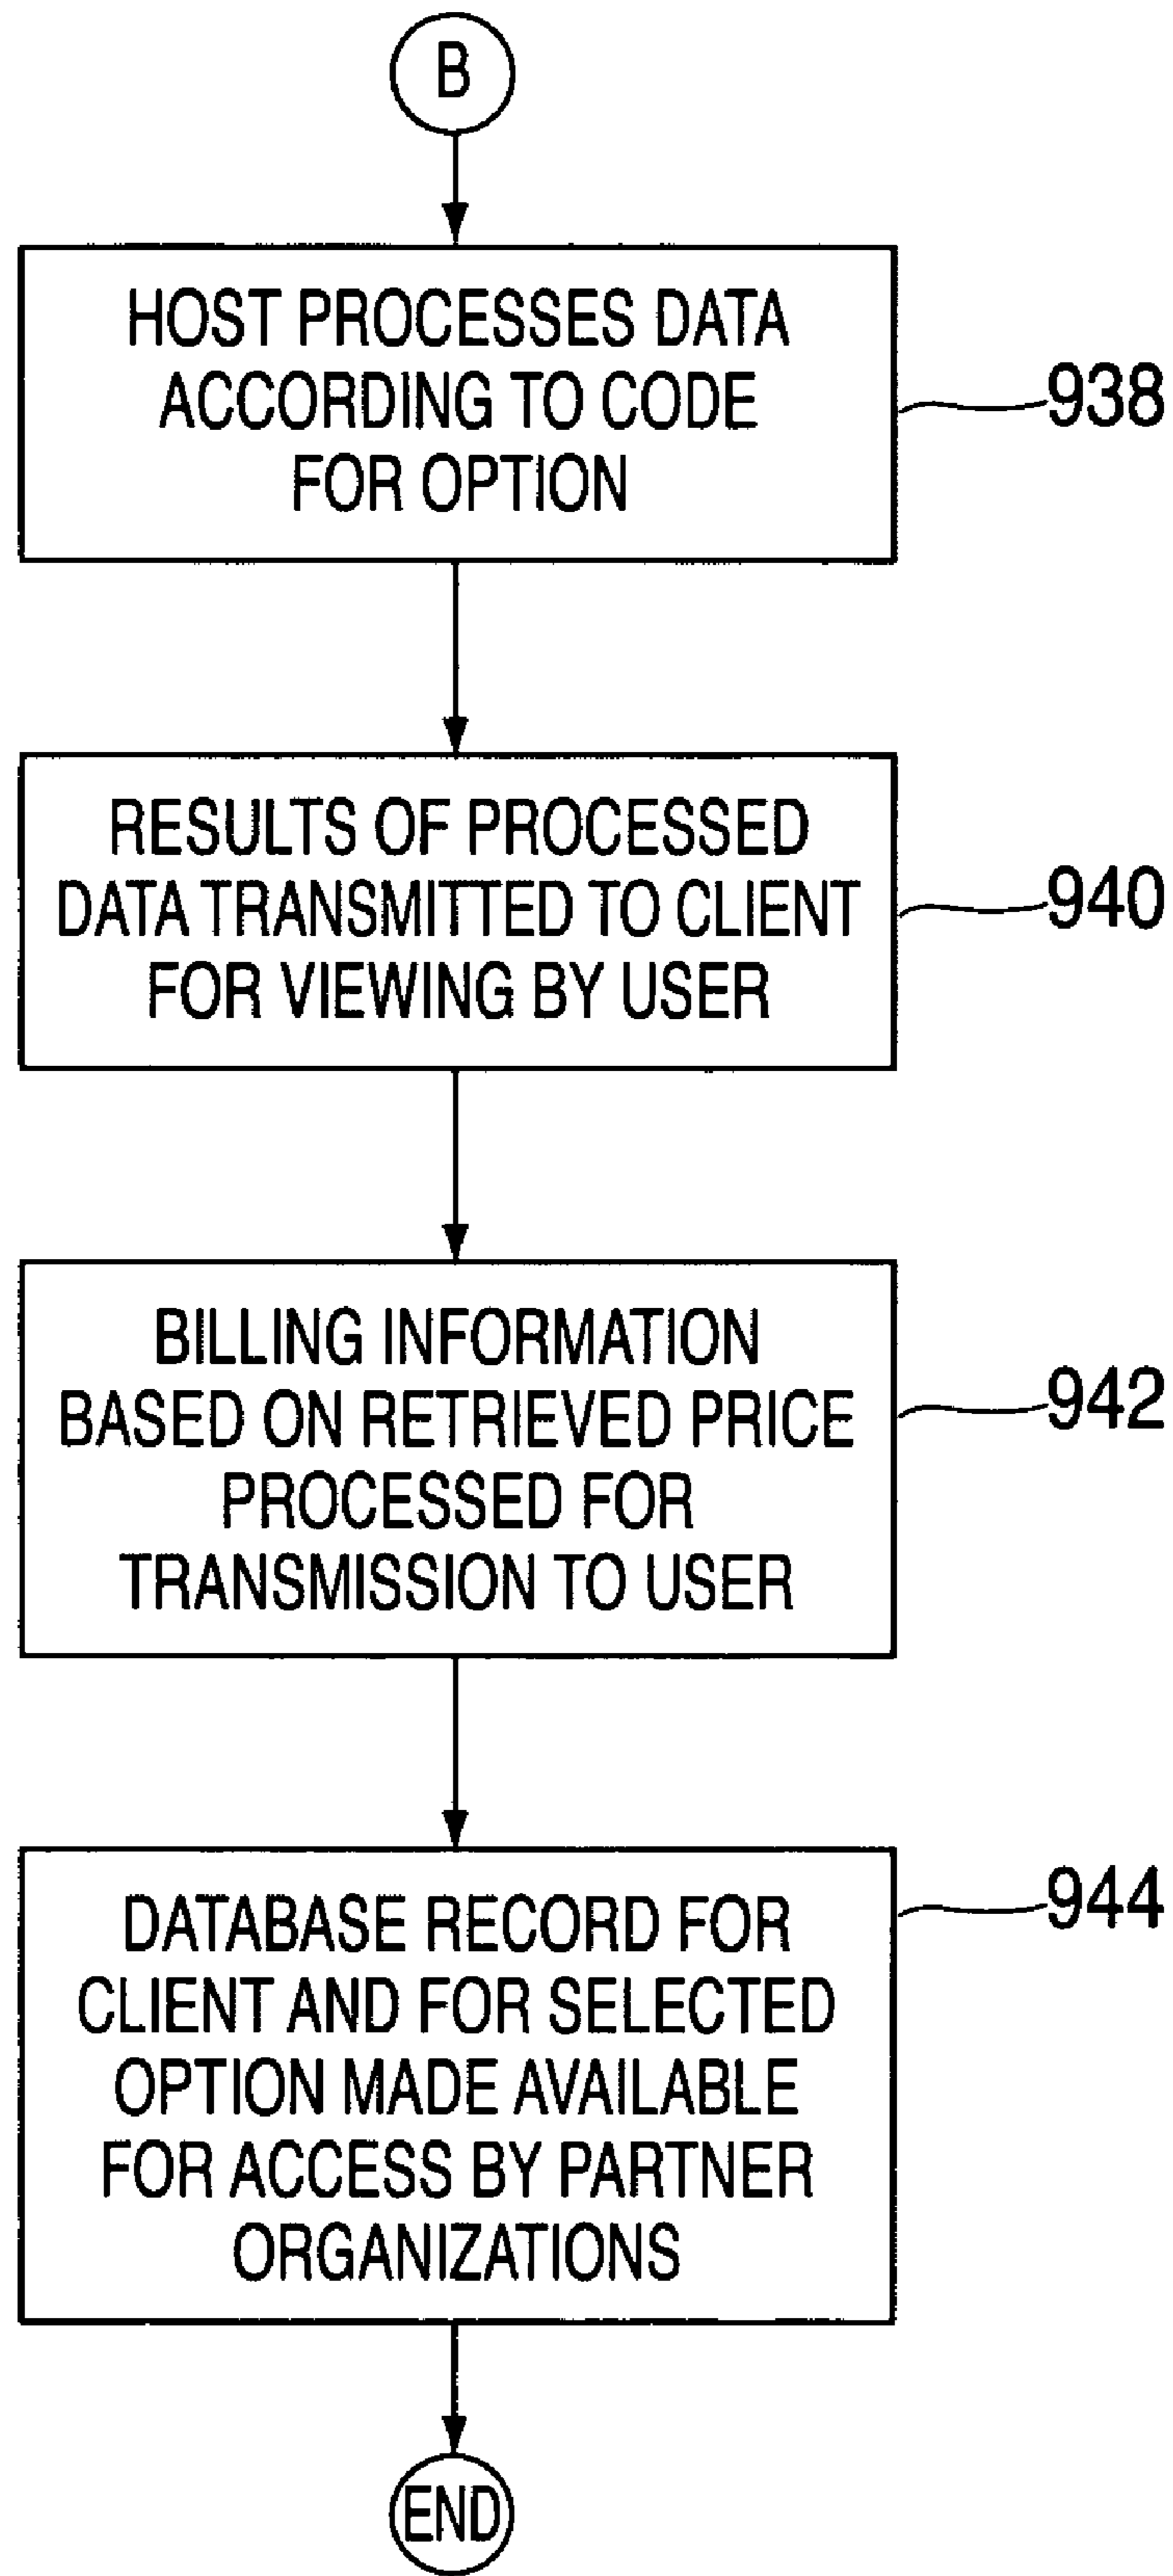 B
HOST PROCESSES DATA
ACCORDING TO CODE
FOR OPTION
938
RESULTS OF PROCESSED
DATA TRANSMITTED TO CLIENT
FOR VIEWING BY USER
940
BILLING INFORMATION
BASED ON RETRIEVED PRICE
PROCESSED FOR
TRANSMISSION TO USER
942
DATABASE RECORD FOR
CLIENT AND FOR SELECTED
OPTION MADE AVAILABLE
FOR ACCESS BY PARTNER
ORGANIZATIONS
944
END